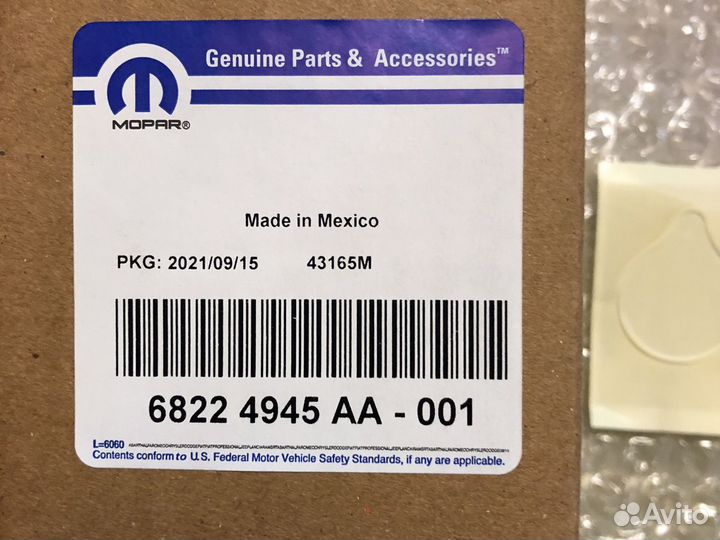 Genuine Parts & Accessories™
MOPAR®
Made in Mexico
PKG: 2021/09/15 43165M
6822 4945 AA - 001
L=6060
Contents conform to U.S. Federal Motor Vehicle Safety Standards, if any are applicable.
Avito